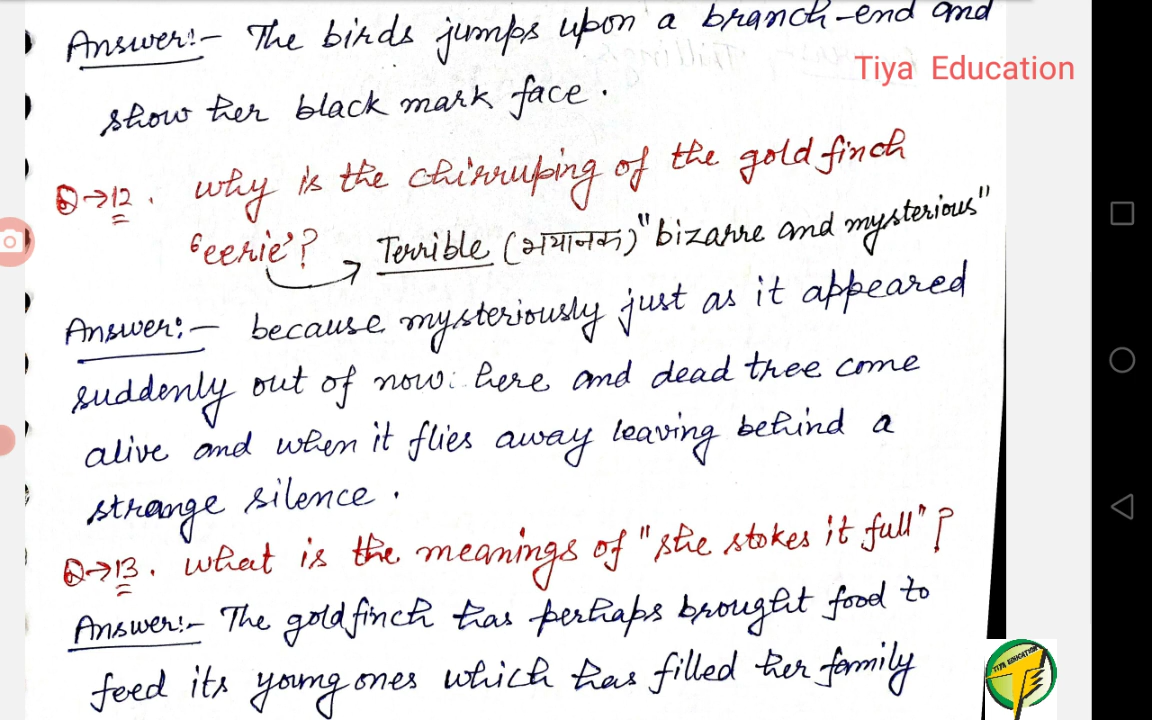 Answer:- The birds jumps upon a branch-end and
Tiya Education
show her black mark face.
Q→12. why is the chirruping of the gold finch
'eerie'? → Terrible (भयानक) "bizarre and mysterious"
Answer:- because mysteriously just as it appeared
suddenly out of now here and dead tree come
alive and when it flies away leaving behind a
strange silence.
Q→13. what is the meanings of "she stokes it full"?
Answer:- The goldfinch has perhaps brought food to
feed its young ones which has filled her family
TIYA EDUCATION